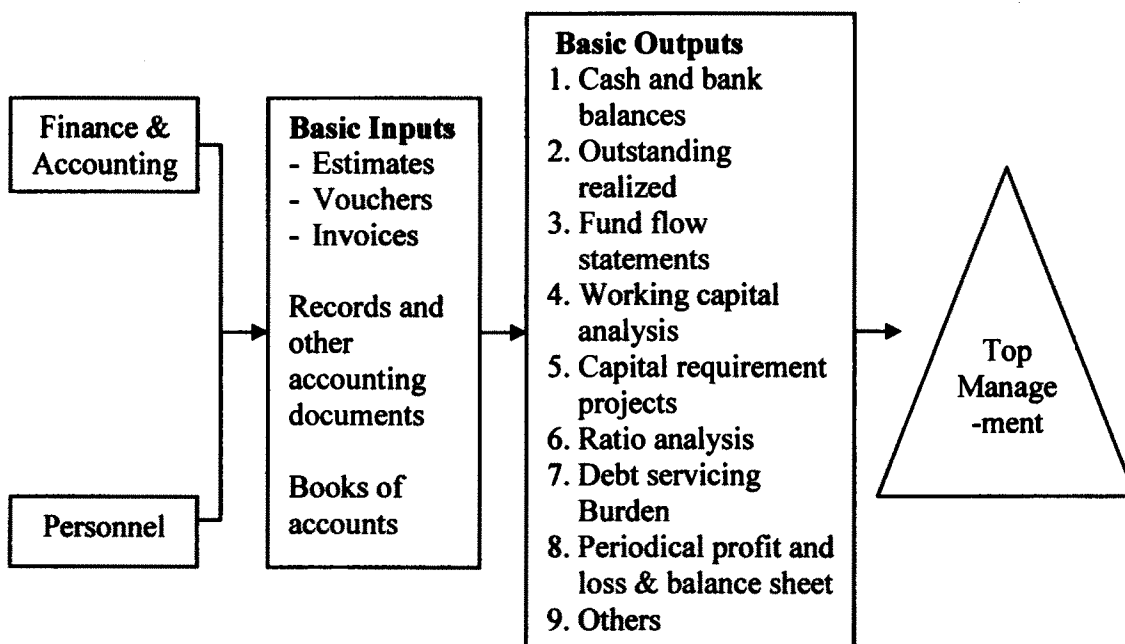 Finance &
Accounting
Personnel
Basic Inputs
- Estimates
- Vouchers
- Invoices
Records and
other
accounting
documents
Books of
accounts
Basic Outputs
1. Cash and bank
balances
2. Outstanding
realized
3. Fund flow
statements
4. Working capital
analysis
5. Capital requirement
projects
6. Ratio analysis
7. Debt servicing
Burden
8. Periodical profit and
loss & balance sheet
9. Others
Top
Manage
-ment